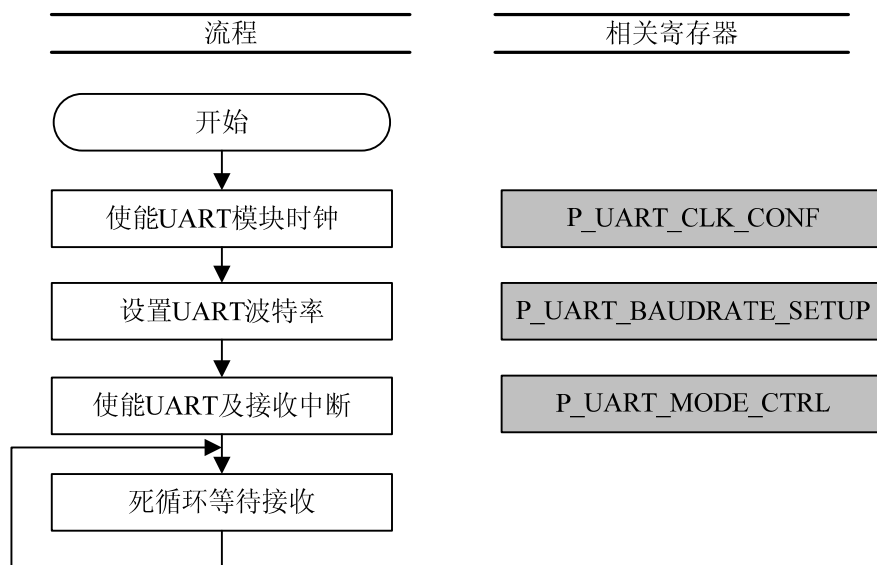 流程
相关寄存器
开始
使能UART模块时钟
P_UART_CLK_CONF
设置UART波特率
P_UART_BAUDRATE_SETUP
使能UART及接收中断
P_UART_MODE_CTRL
死循环等待接收